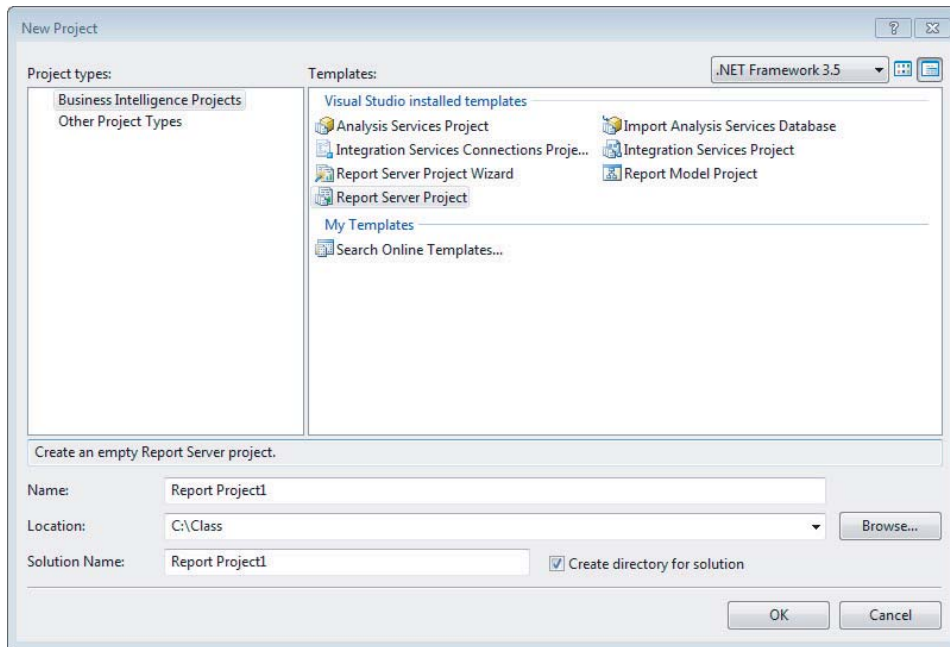 New Project
Project types:
Templates:
.NET Framework 3.5
Business Intelligence Projects
Other Project Types
Visual Studio installed templates
Analysis Services Project
Import Analysis Services Database
Integration Services Connections Proje...
Integration Services Project
Report Server Project Wizard
Report Model Project
Report Server Project
My Templates
Search Online Templates...
Create an empty Report Server project.
Name:
Report Project1
Location:
C:\Class
Browse...
Solution Name:
Report Project1
Create directory for solution
OK
Cancel